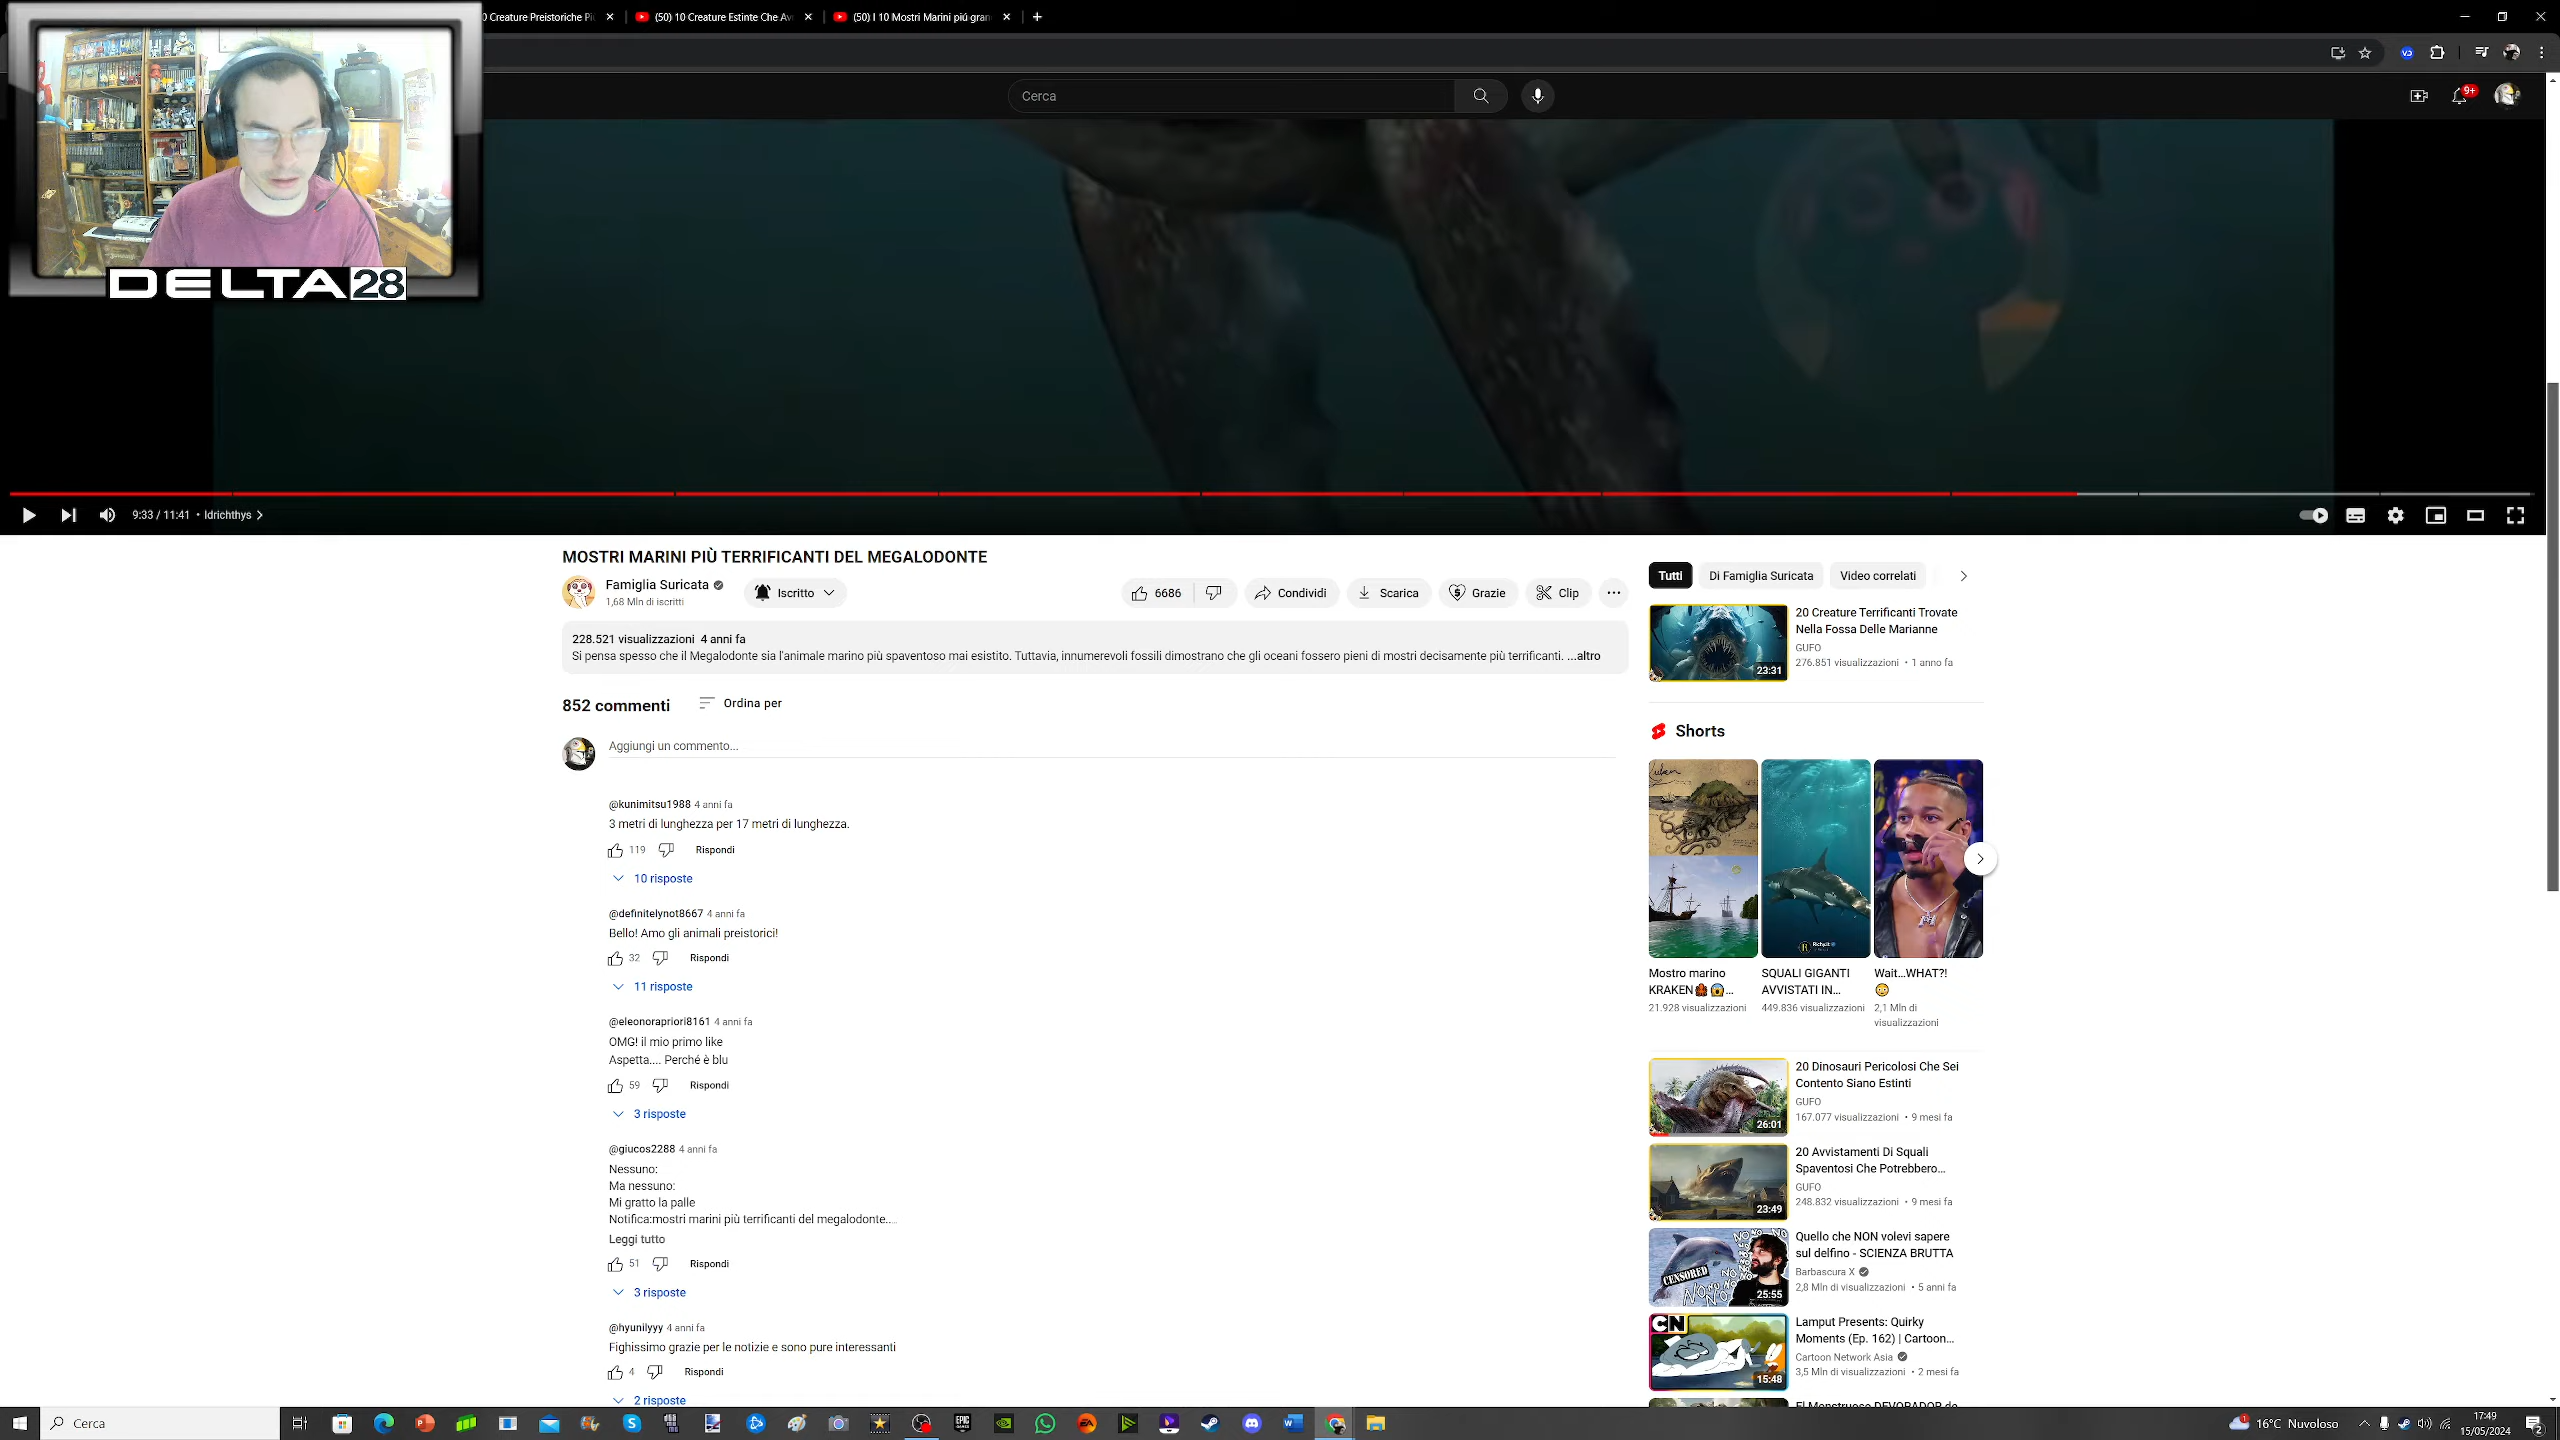 0 Creature Preistoriche Pi
(50) 10 Creature Estinte Che Av
(50) I 10 Mostri Marini piú gran
Cerca
9+
DELTA28
9:33 / 11:41 • Idrichthys
MOSTRI MARINI PIÙ TERRIFICANTI DEL MEGALODONTE
Famiglia Suricata
1,68 Mln di iscritti
Iscritto
6686
Condividi
Scarica
Grazie
Clip
228.521 visualizzazioni 4 anni fa
Si pensa spesso che il Megalodonte sia l'animale marino più spaventoso mai esistito. Tuttavia, innumerevoli fossili dimostrano che gli oceani fossero pieni di mostri decisamente più terrificanti. ...altro
852 commenti
Ordina per
Aggiungi un commento...
@kunimitsu1988 4 anni fa
3 metri di lunghezza per 17 metri di lunghezza.
119
Rispondi
10 risposte
@definitelynot8667 4 anni fa
Bello! Amo gli animali preistorici!
32
Rispondi
11 risposte
@eleonorapriori8161 4 anni fa
OMG! il mio primo like
Aspetta.... Perché è blu
59
Rispondi
3 risposte
@giucos2288 4 anni fa
Nessuno:
Ma nessuno:
Mi gratto la palle
Notifica:mostri marini più terrificanti del megalodonte....
Leggi tutto
51
Rispondi
3 risposte
@hyunilyyy 4 anni fa
Fighissimo grazie per le notizie e sono pure interessanti
4
Rispondi
2 risposte
Tutti
Di Famiglia Suricata
Video correlati
20 Creature Terrificanti Trovate
Nella Fossa Delle Marianne
GUFO
276.851 visualizzazioni • 1 anno fa
23:31
Shorts
Mostro marino
KRAKEN...
21.928 visualizzazioni
SQUALI GIGANTI
AVVISTATI IN...
449.836 visualizzazioni
Wait...WHAT?!
2,1 Mln di
visualizzazioni
20 Dinosauri Pericolosi Che Sei
Contento Siano Estinti
GUFO
167.077 visualizzazioni • 9 mesi fa
26:01
20 Avvistamenti Di Squali
Spaventosi Che Potrebbero...
GUFO
248.832 visualizzazioni • 9 mesi fa
23:49
Quello che NON volevi sapere
sul delfino - SCIENZA BRUTTA
Barbascura X
2,8 Mln di visualizzazioni • 5 anni fa
CENSORED
25:55
Lamput Presents: Quirky
Moments (Ep. 162) | Cartoon...
Cartoon Network Asia
3,5 Mln di visualizzazioni • 2 mesi fa
CN
15:48
Cerca
16°C Nuvoloso
17:49
15/05/2024